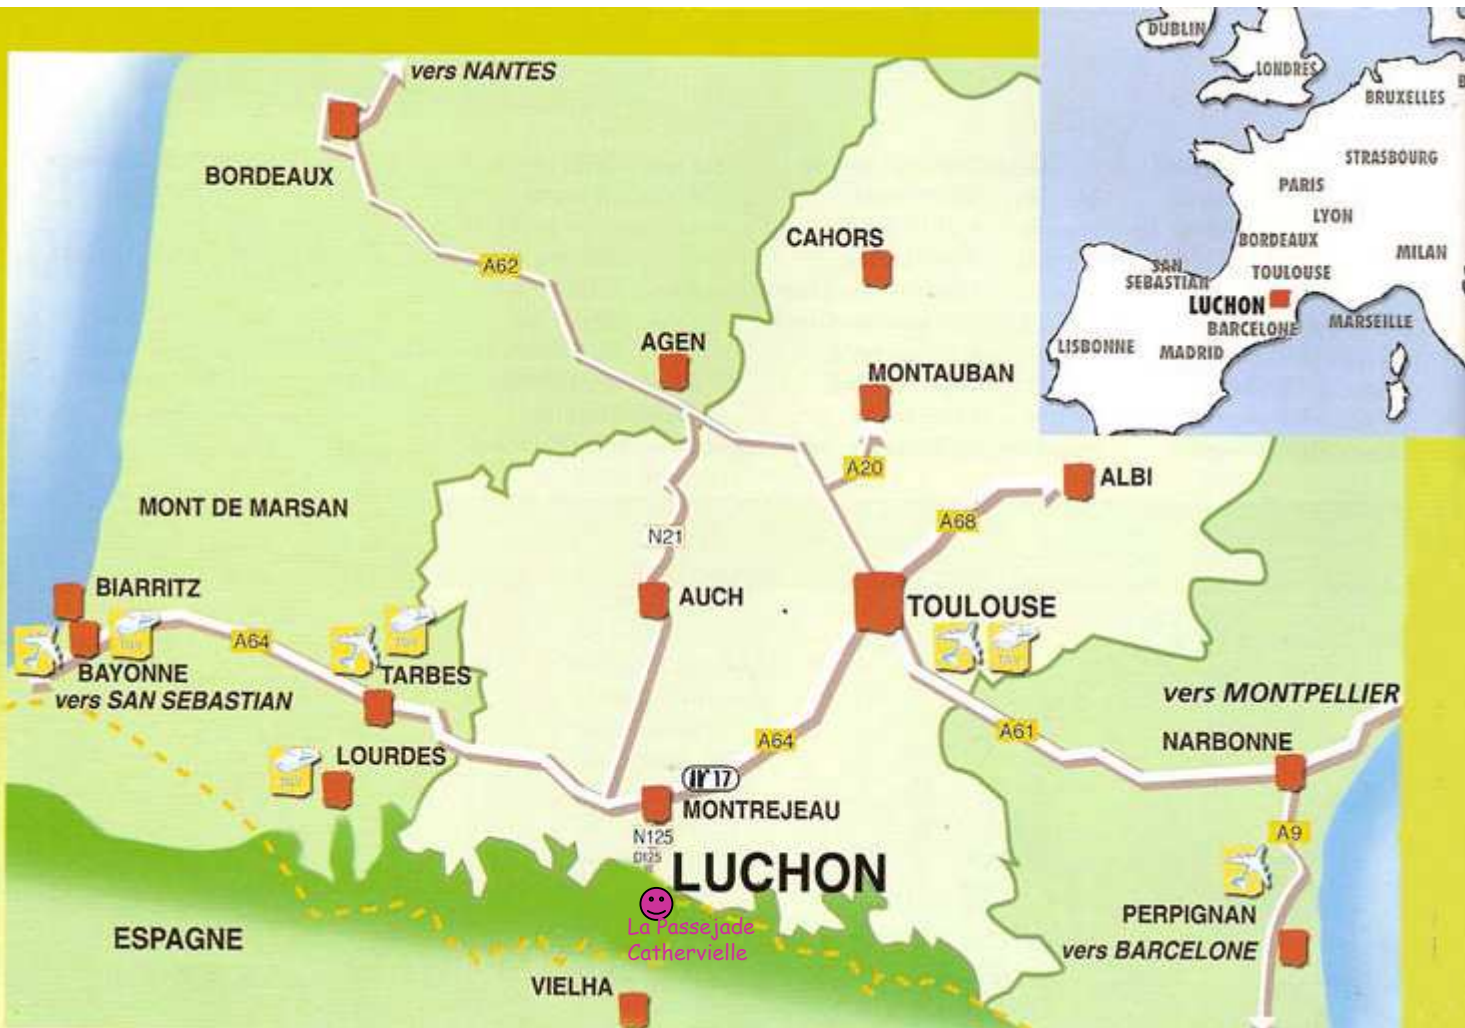 vers NANTES
BORDEAUX
A62
CAHORS
AGEN
MONTAUBAN
A20
ALBI
A68
MONT DE MARSAN
N21
BIARRITZ
AUCH
TOULOUSE
A64
BAYONNE
TARBES
vers SAN SEBASTIAN
vers MONTPELLIER
A61
A64
NARBONNE
LOURDES
17
MONTREJEAU
N125
D125
A9
LUCHON
La Passejade
Cathervielle
PERPIGNAN
vers BARCELONE
ESPAGNE
VIELHA
DUBLIN
LONDRES
BRUXELLES
B
STRASBOURG
PARIS
LYON
BORDEAUX
MILAN
SAN
SEBASTIAN
TOULOUSE
LUCHON
BARCELONE
MARSEILLE
LISBONNE
MADRID